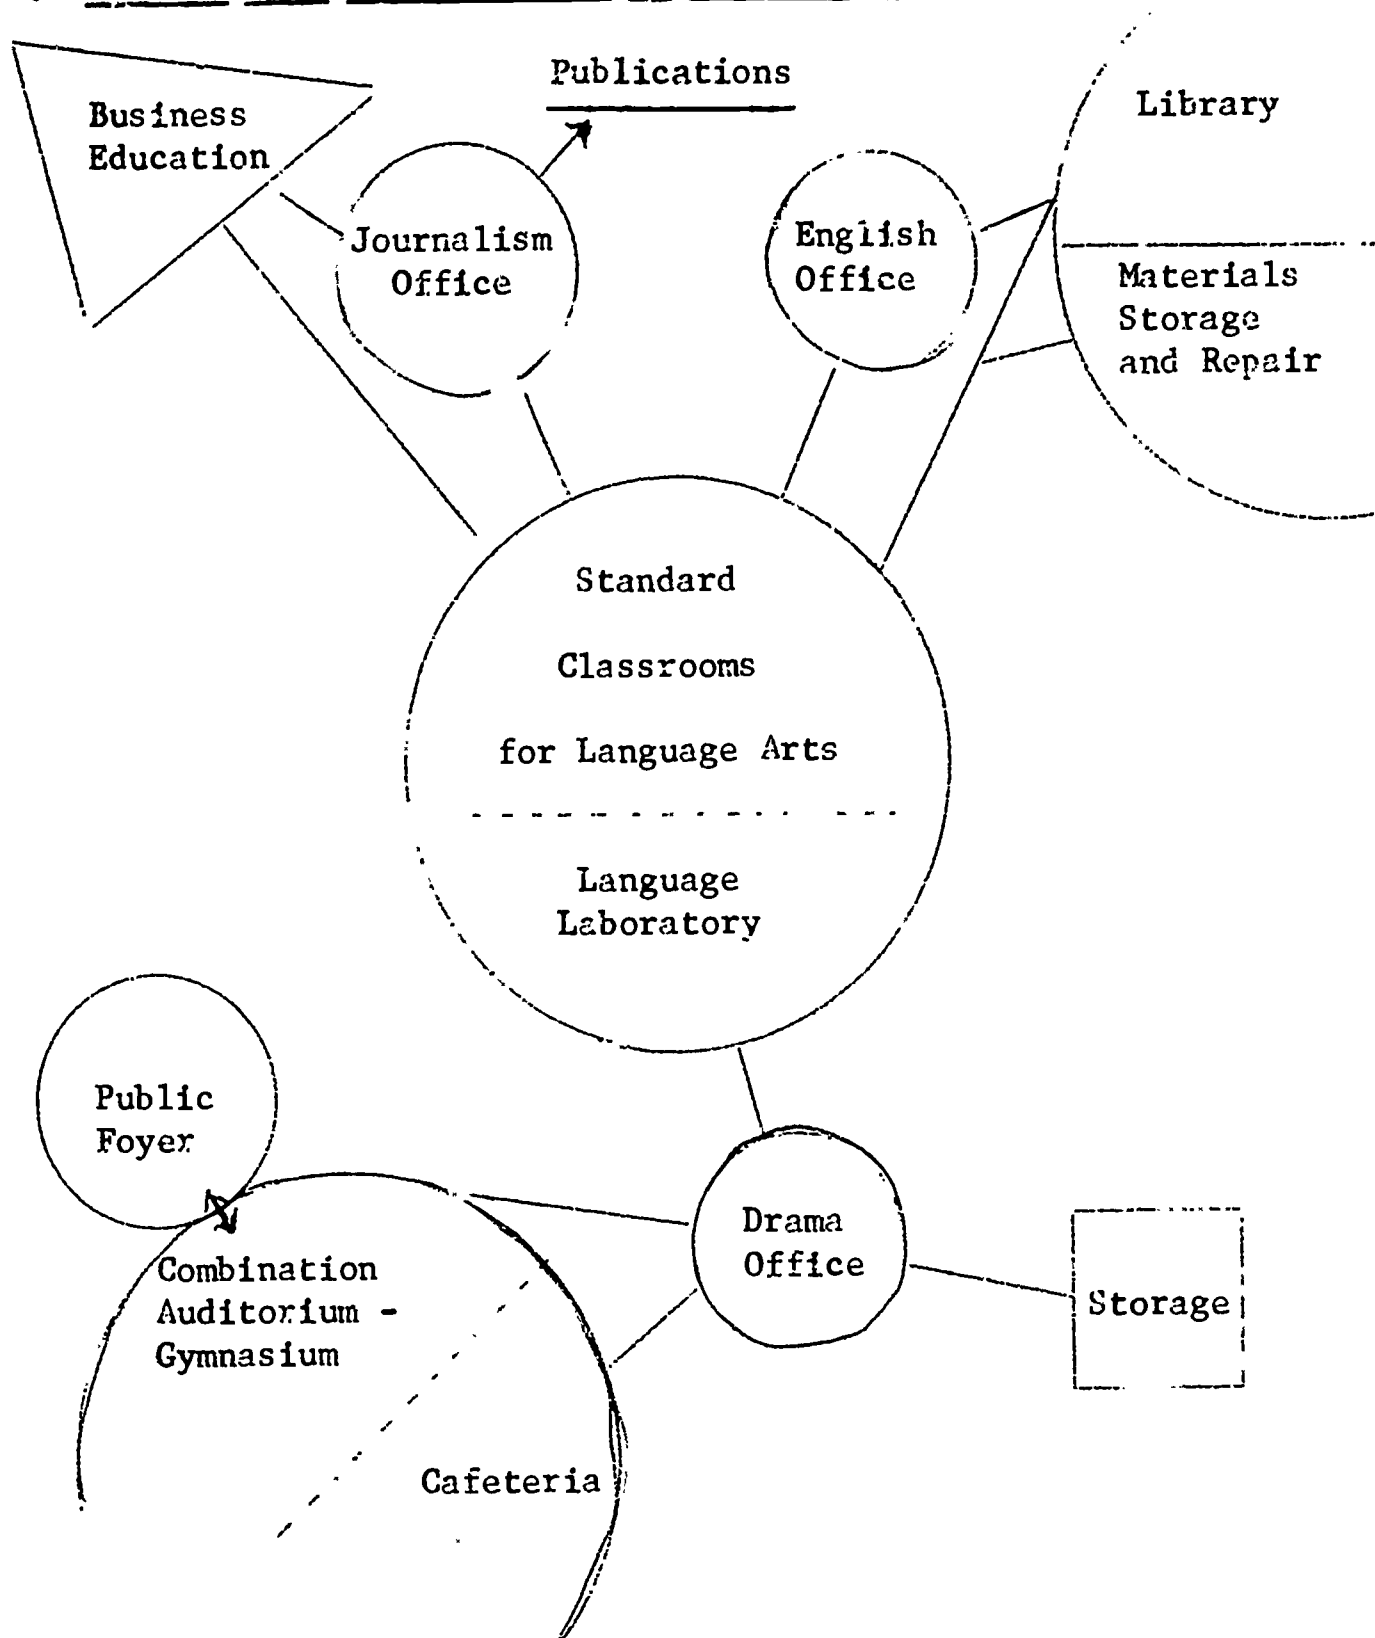 Publications
Business
Education
Library
Journalism
Office
English
Office
Materials
Storage
and Repair
Standard
Classrooms
for Language Arts
Language
Laboratory
Public
Foyer
Combination
Auditorium -
Gymnasium
Drama
Office
Storage
Cafeteria